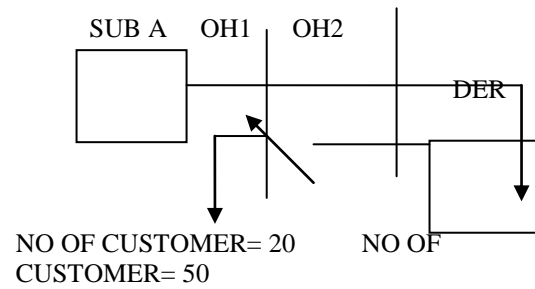 SUB A OH1 OH2
DER
NO OF CUSTOMER= 20 NO OF
CUSTOMER= 50